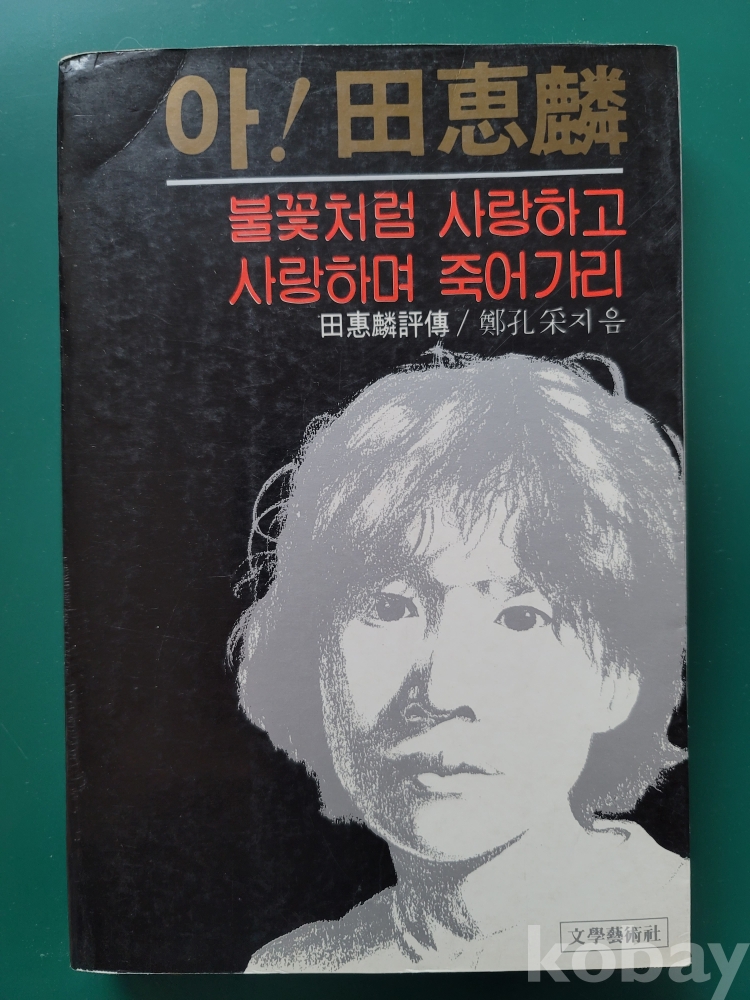 아! 田惠麟
불꽃처럼 사랑하고
사랑하며 죽어가리
田惠麟評傳 / 鄭孔采지음
文學藝術社
kobay